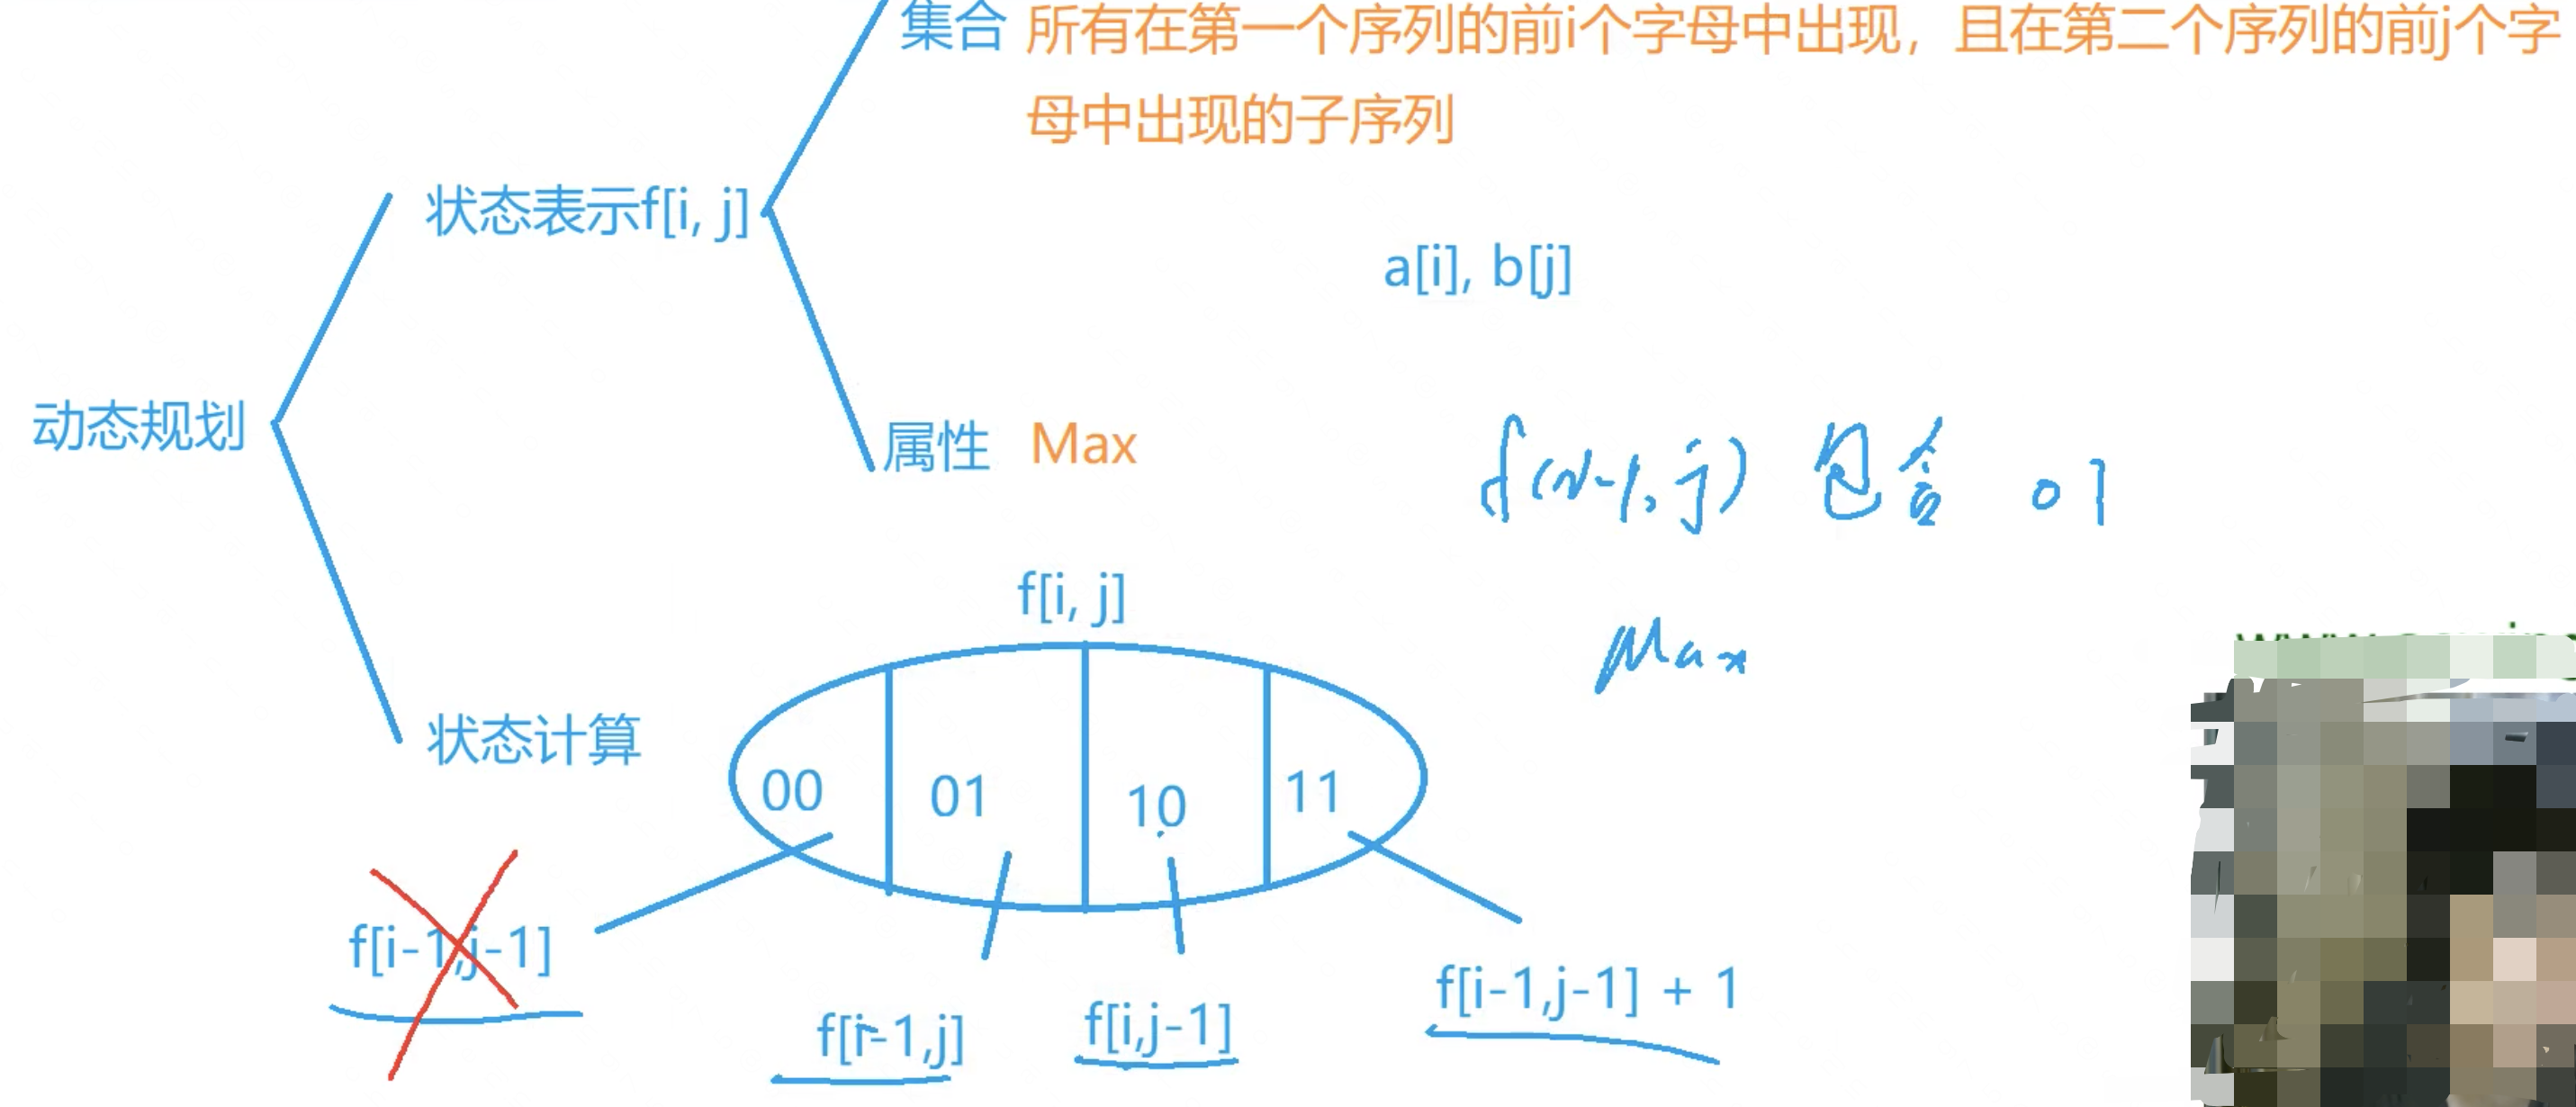 集合 所有在第一个序列的前i个字母中出现，且在第二个序列的前j个字
母中出现的子序列
状态表示f[i, j]
a[i], b[j]
动态规划
属性 Max
f(i-1, j) 包含 01
f[i, j]
Max
状态计算
00 01 10 11
f[i-1,j-1]
f[i-1,j]
f[i,j-1]
f[i-1,j-1] + 1